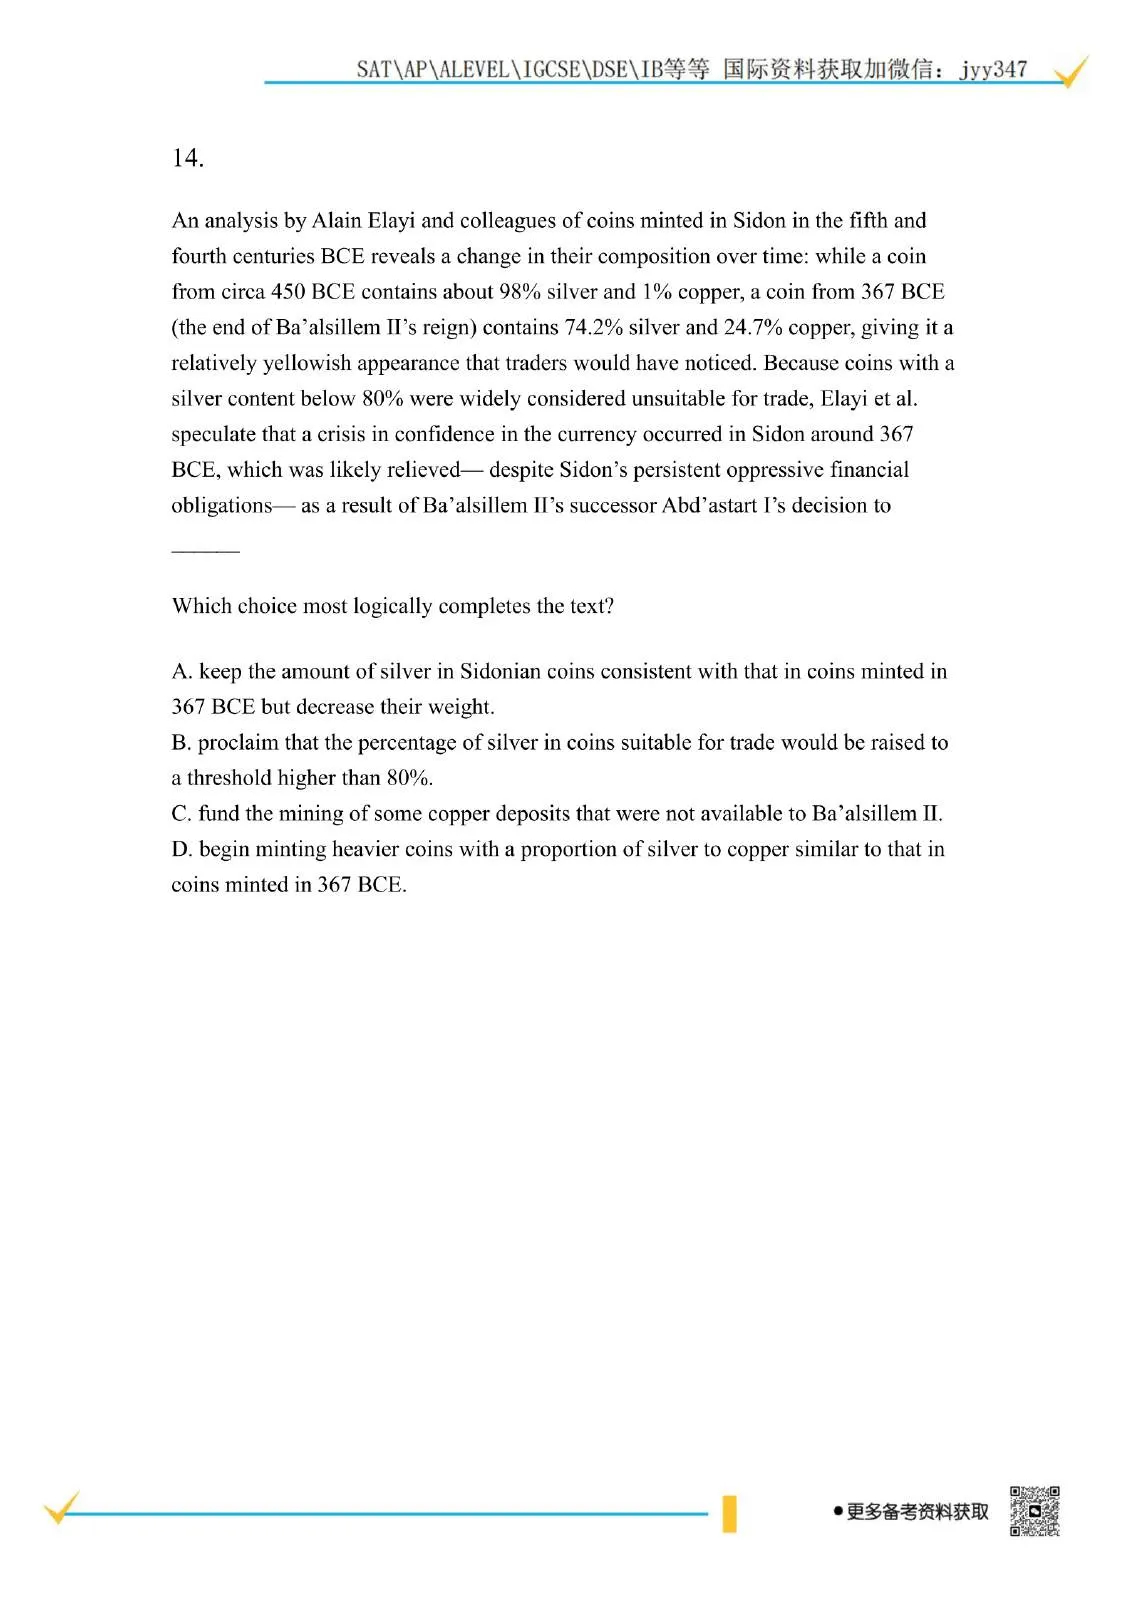 SAT\AP\ALEVEL\IGCSE\DSE\IB等等 国际资料获取加微信：jyy347
14.
An analysis by Alain Elayi and colleagues of coins minted in Sidon in the fifth and
fourth centuries BCE reveals a change in their composition over time: while a coin
from circa 450 BCE contains about 98% silver and 1% copper, a coin from 367 BCE
(the end of Ba’alsillem II’s reign) contains 74.2% silver and 24.7% copper, giving it a
relatively yellowish appearance that traders would have noticed. Because coins with a
silver content below 80% were widely considered unsuitable for trade, Elayi et al.
speculate that a crisis in confidence in the currency occurred in Sidon around 367
BCE, which was likely relieved— despite Sidon’s persistent oppressive financial
obligations— as a result of Ba’alsillem II’s successor Abd’astart I’s decision to
______
Which choice most logically completes the text?
A. keep the amount of silver in Sidonian coins consistent with that in coins minted in
367 BCE but decrease their weight.
B. proclaim that the percentage of silver in coins suitable for trade would be raised to
a threshold higher than 80%.
C. fund the mining of some copper deposits that were not available to Ba’alsillem II.
D. begin minting heavier coins with a proportion of silver to copper similar to that in
coins minted in 367 BCE.
●更多备考资料获取